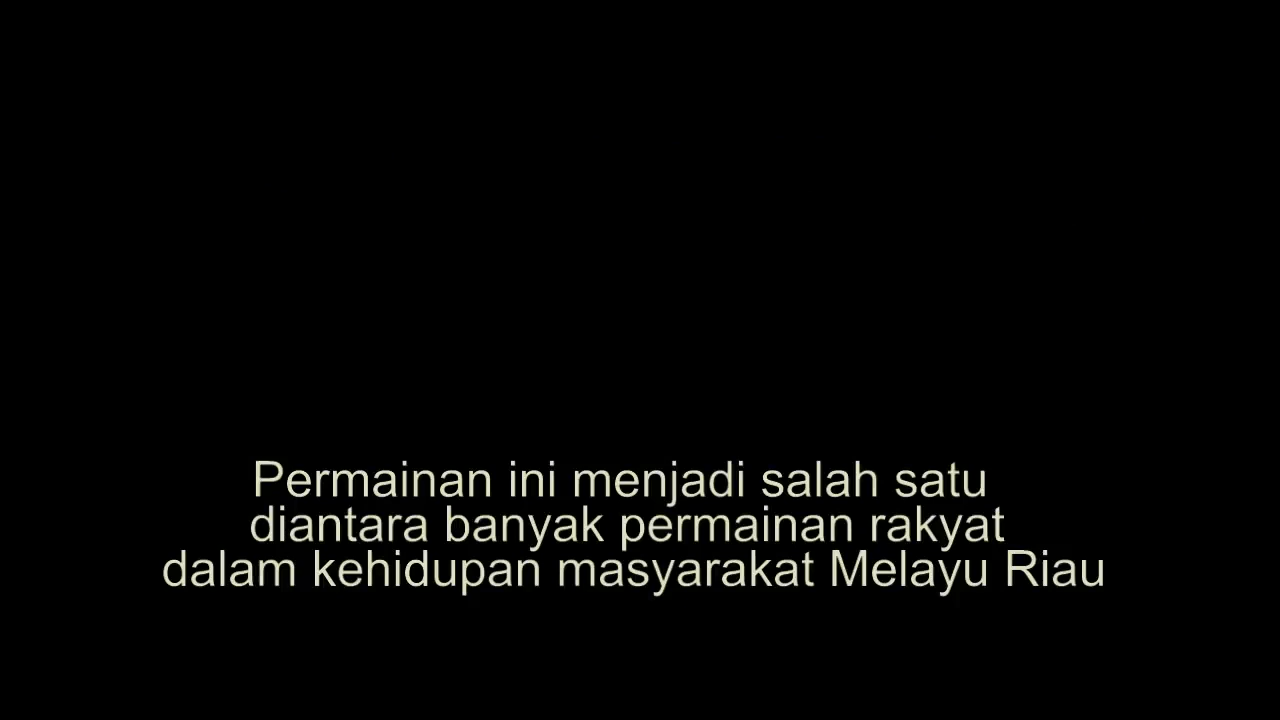 Permainan ini menjadi salah satu
diantara banyak permainan rakyat
dalam kehidupan masyarakat Melayu Riau